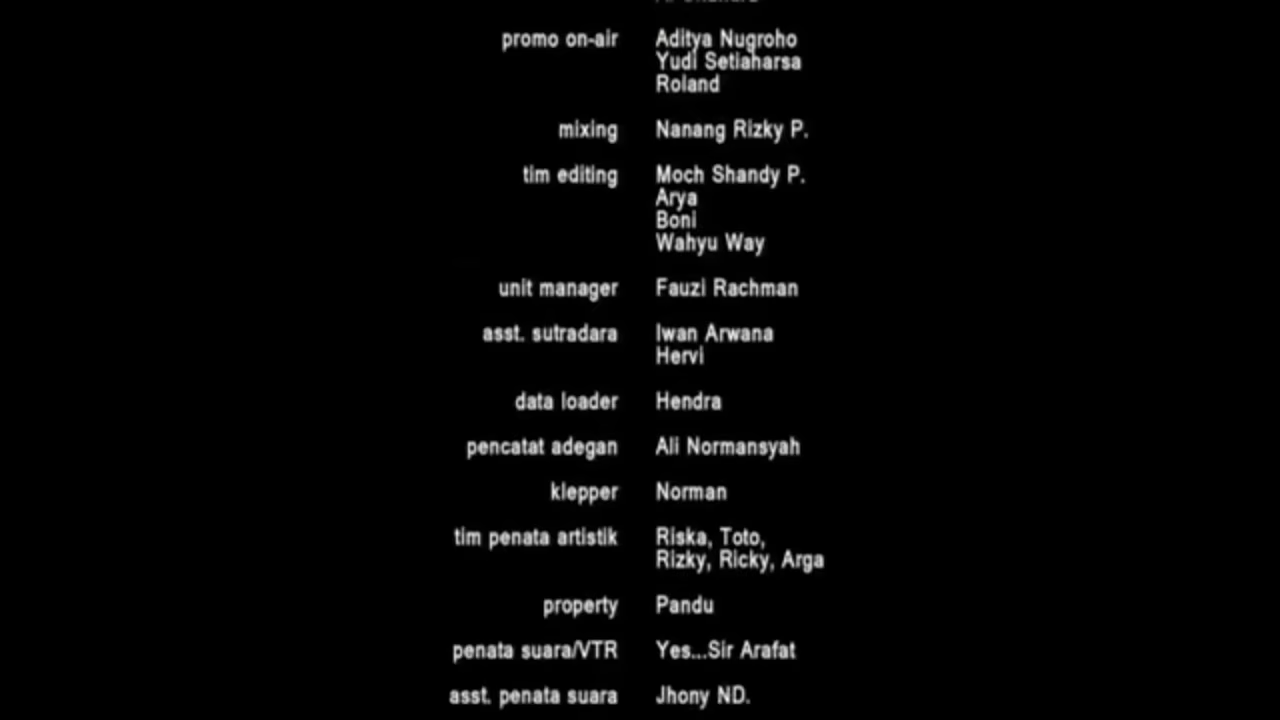 promo on-air Aditya Nugroho
Yudi Setiaharsa
Roland
mixing Nanang Rizky P.
tim editing Moch Shandy P.
Arya
Boni
Wahyu Way
unit manager Fauzi Rachman
asst. sutradara Iwan Arwana
Hervi
data loader Hendra
pencatat adegan Ali Normansyah
klepper Norman
tim penata artistik Riska, Toto,
Rizky, Ricky, Arga
property Pandu
penata suara/VTR Yes...Sir Arafat
asst. penata suara Jhony ND.